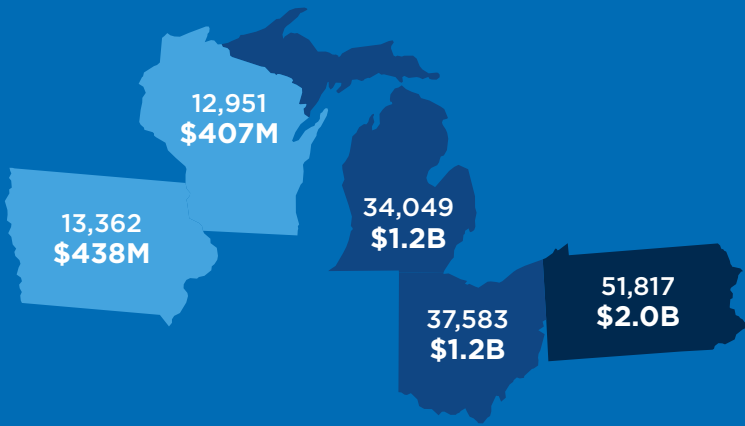 12,951
$407M
13,362
$438M
34,049
$1.2B
37,583
$1.2B
51,817
$2.0B